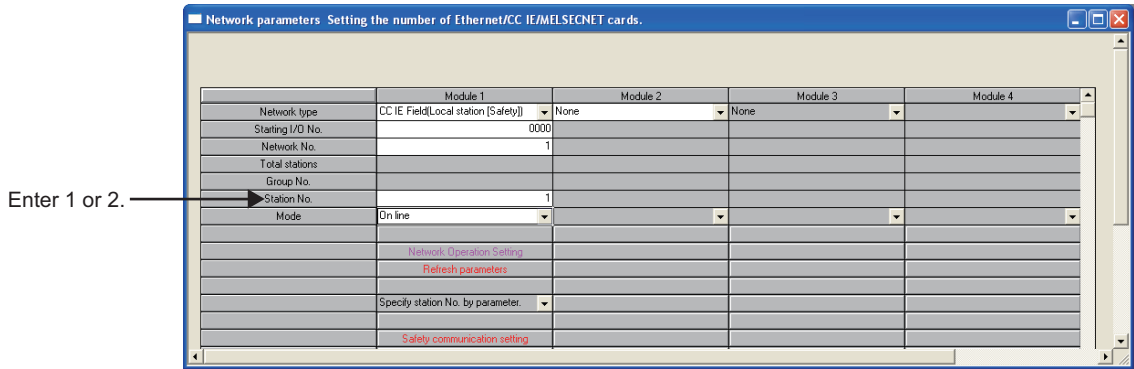 Network parameters Setting the number of Ethernet/CC IE/MELSECNET cards.
Module 1 Module 2 Module 3 Module 4
Network type CC IE Field(Local station [Safety]) None None
Starting I/O No. 0000
Network No. 1
Total stations
Group No.
Enter 1 or 2. Station No. 1
Mode On line
Network Operation Setting
Refresh parameters
Specify station No. by parameter.
Safety communication setting